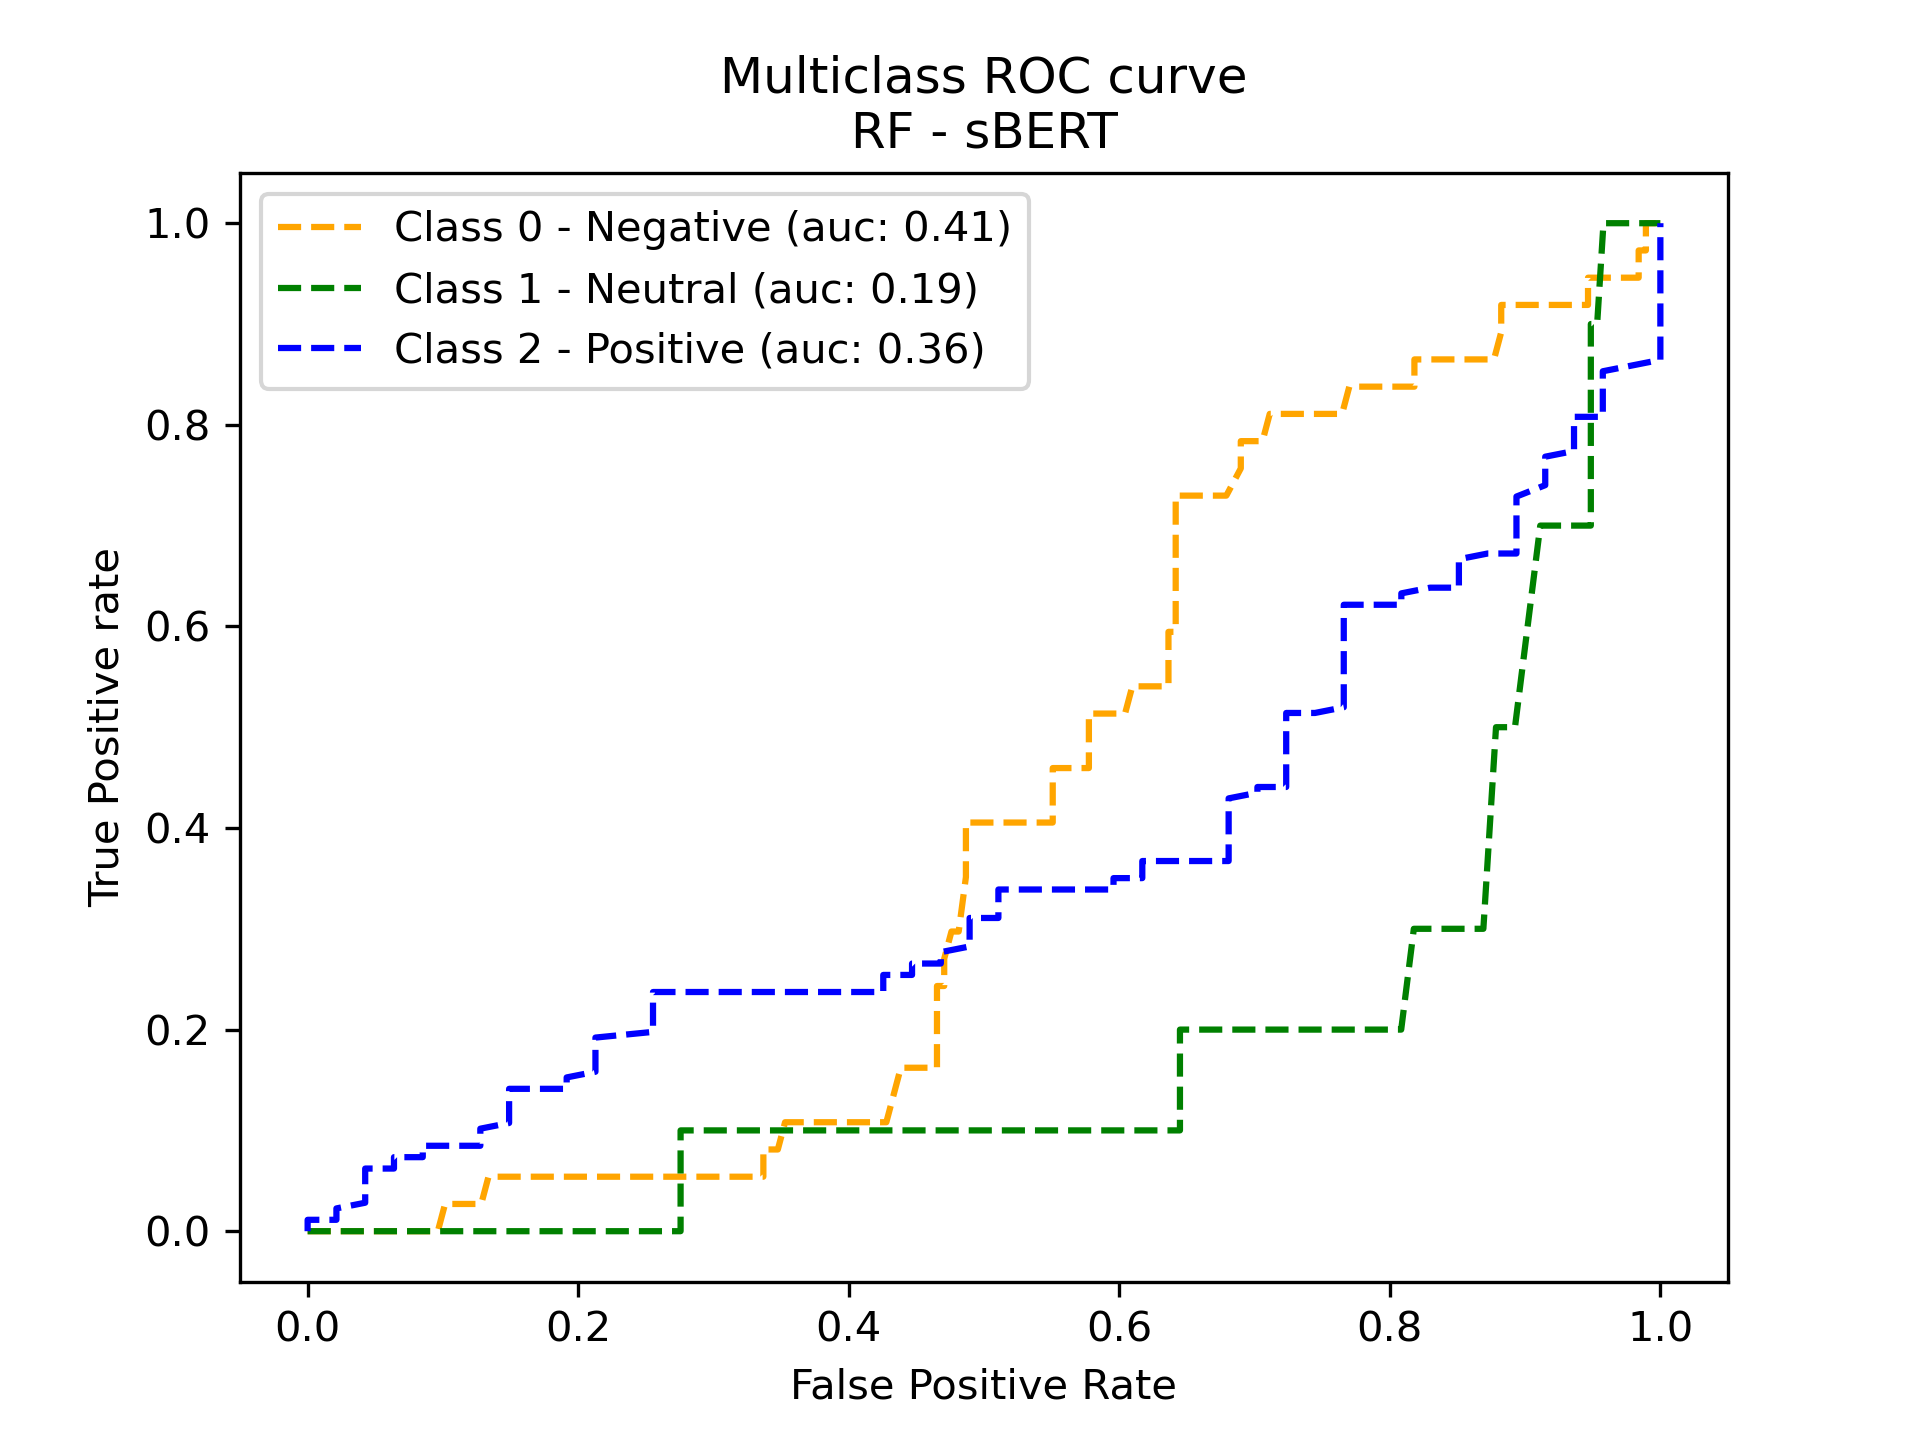 Multiclass ROC curve
RF - sBERT
Class 0 - Negative (auc: 0.41)
Class 1 - Neutral (auc: 0.19)
Class 2 - Positive (auc: 0.36)
True Positive rate
1.0
0.8
0.6
0.4
0.2
0.0
0.0 0.2 0.4 0.6 0.8 1.0
False Positive Rate